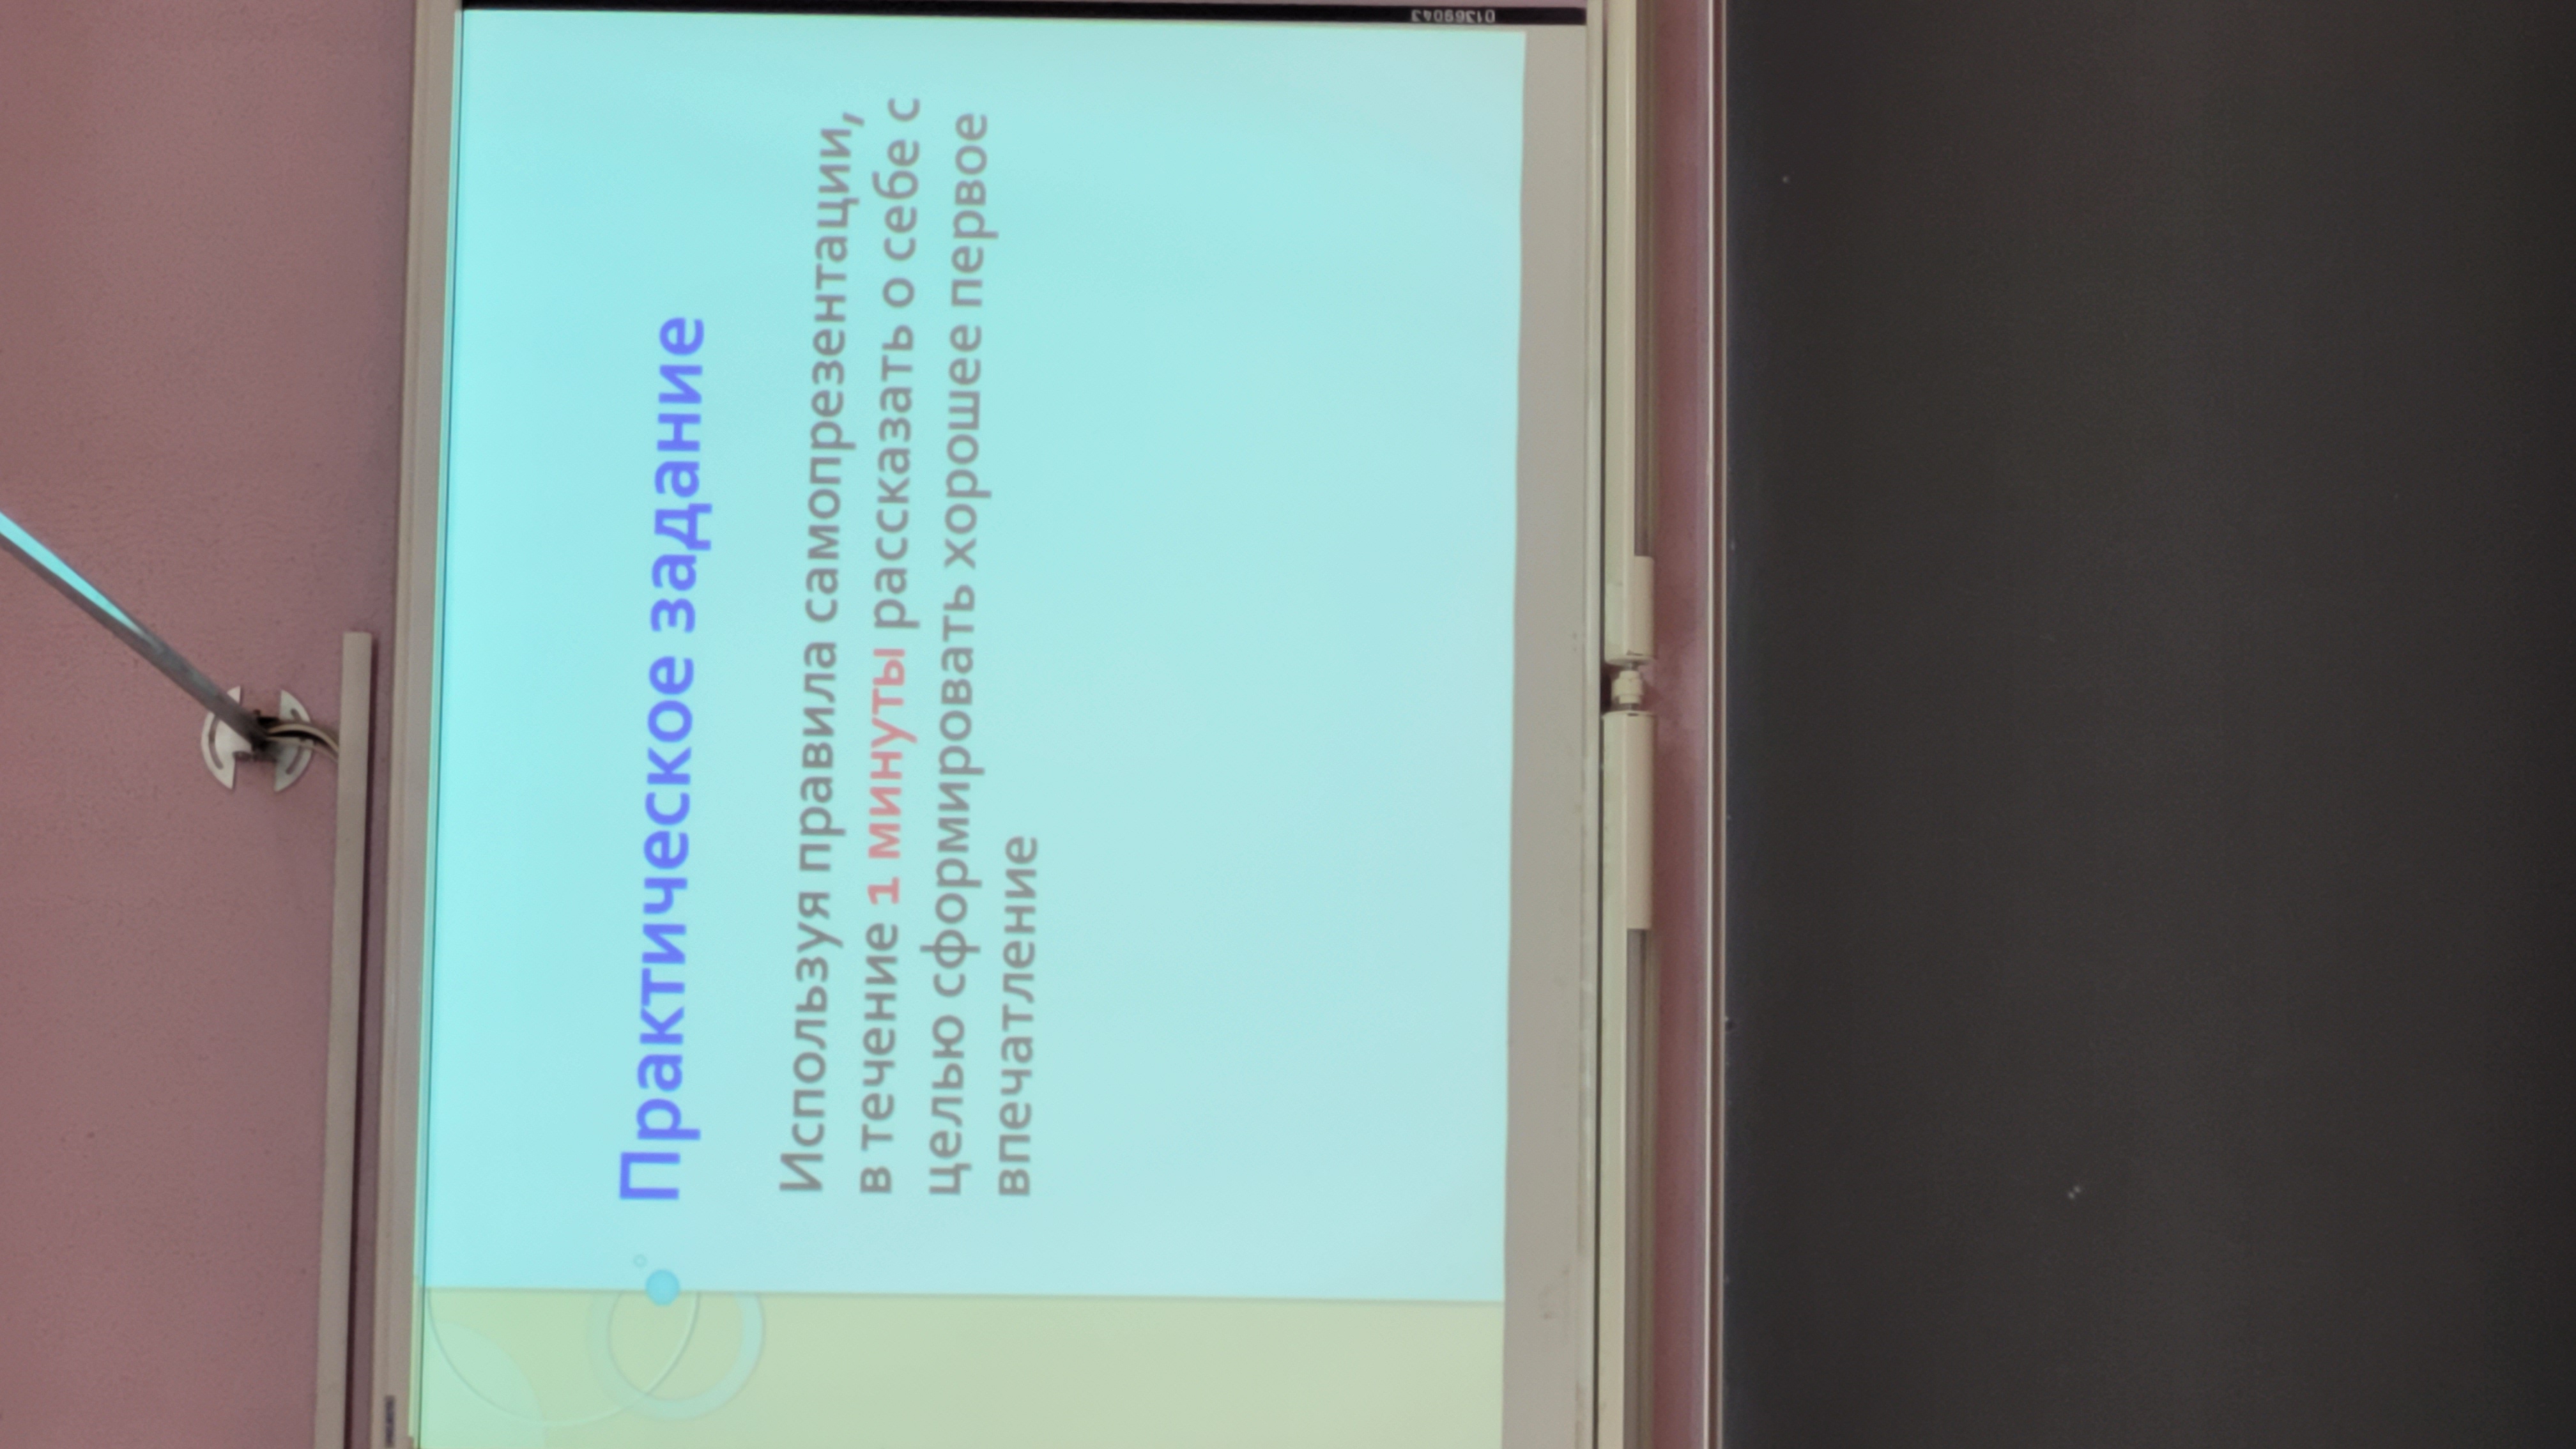 Практическое задание
Используя правила самопрезентации,
в течение 1 минуты рассказать о себе с
целью сформировать хорошее первое
впечатление
01369043